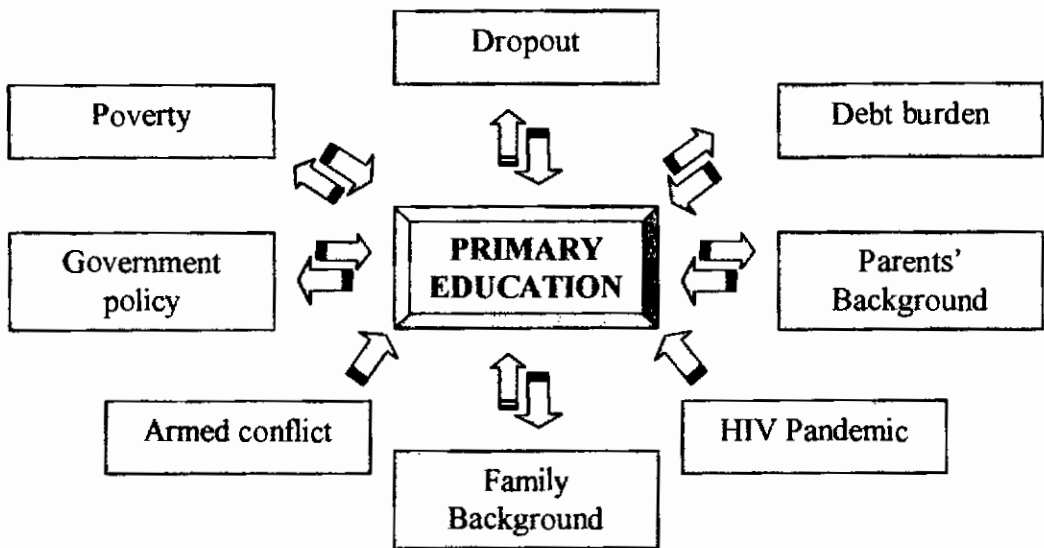 Dropout
Poverty
Debt burden
Government
policy
PRIMARY
EDUCATION
Parents'
Background
Armed conflict
HIV Pandemic
Family
Background